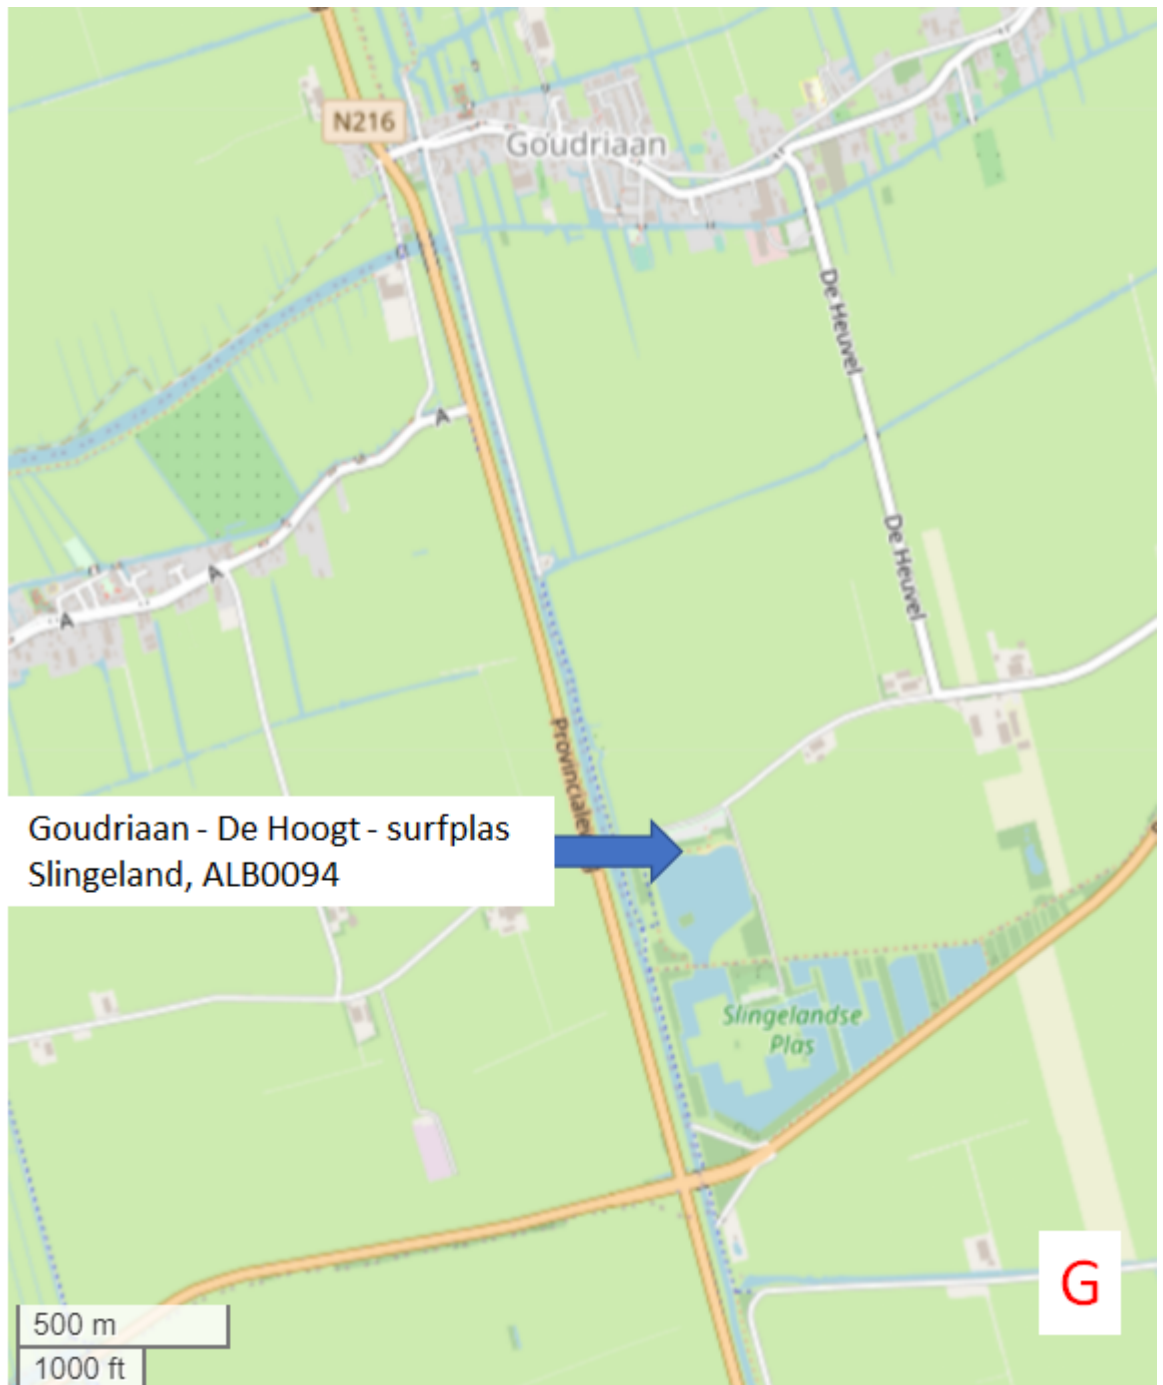 N216
Goudriaan
De Heuvel
De Heuvel
Provinciale
Goudriaan - De Hoogt - surfplas
Slingeland, ALB0094
Slingelandse
Plas
G
500 m
1000 ft